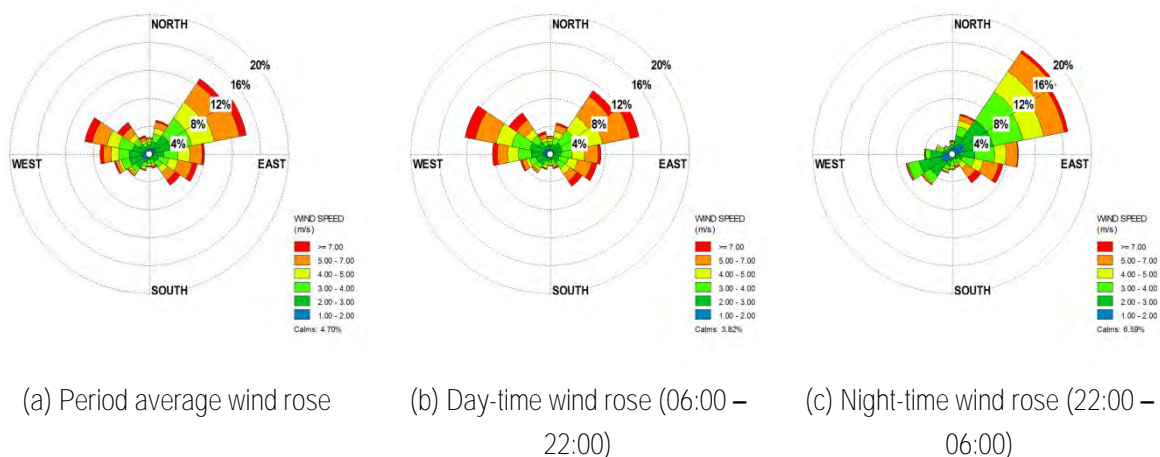 NORTH
20%
16%
12%
8%
4%
WEST
EAST
WIND SPEED
(m/s)
>= 7.00
5.00 - 7.00
4.00 - 5.00
3.00 - 4.00
2.00 - 3.00
1.00 - 2.00
Calms: 4.70%
SOUTH
(a) Period average wind rose
NORTH
20%
16%
12%
8%
4%
WEST
EAST
WIND SPEED
(m/s)
>= 7.00
5.00 - 7.00
4.00 - 5.00
3.00 - 4.00
2.00 - 3.00
1.00 - 2.00
Calms: 3.82%
SOUTH
(b) Day-time wind rose (06:00 –
22:00)
NORTH
20%
16%
12%
8%
4%
WEST
EAST
WIND SPEED
(m/s)
>= 7.00
5.00 - 7.00
4.00 - 5.00
3.00 - 4.00
2.00 - 3.00
1.00 - 2.00
Calms: 6.59%
SOUTH
(c) Night-time wind rose (22:00 –
06:00)